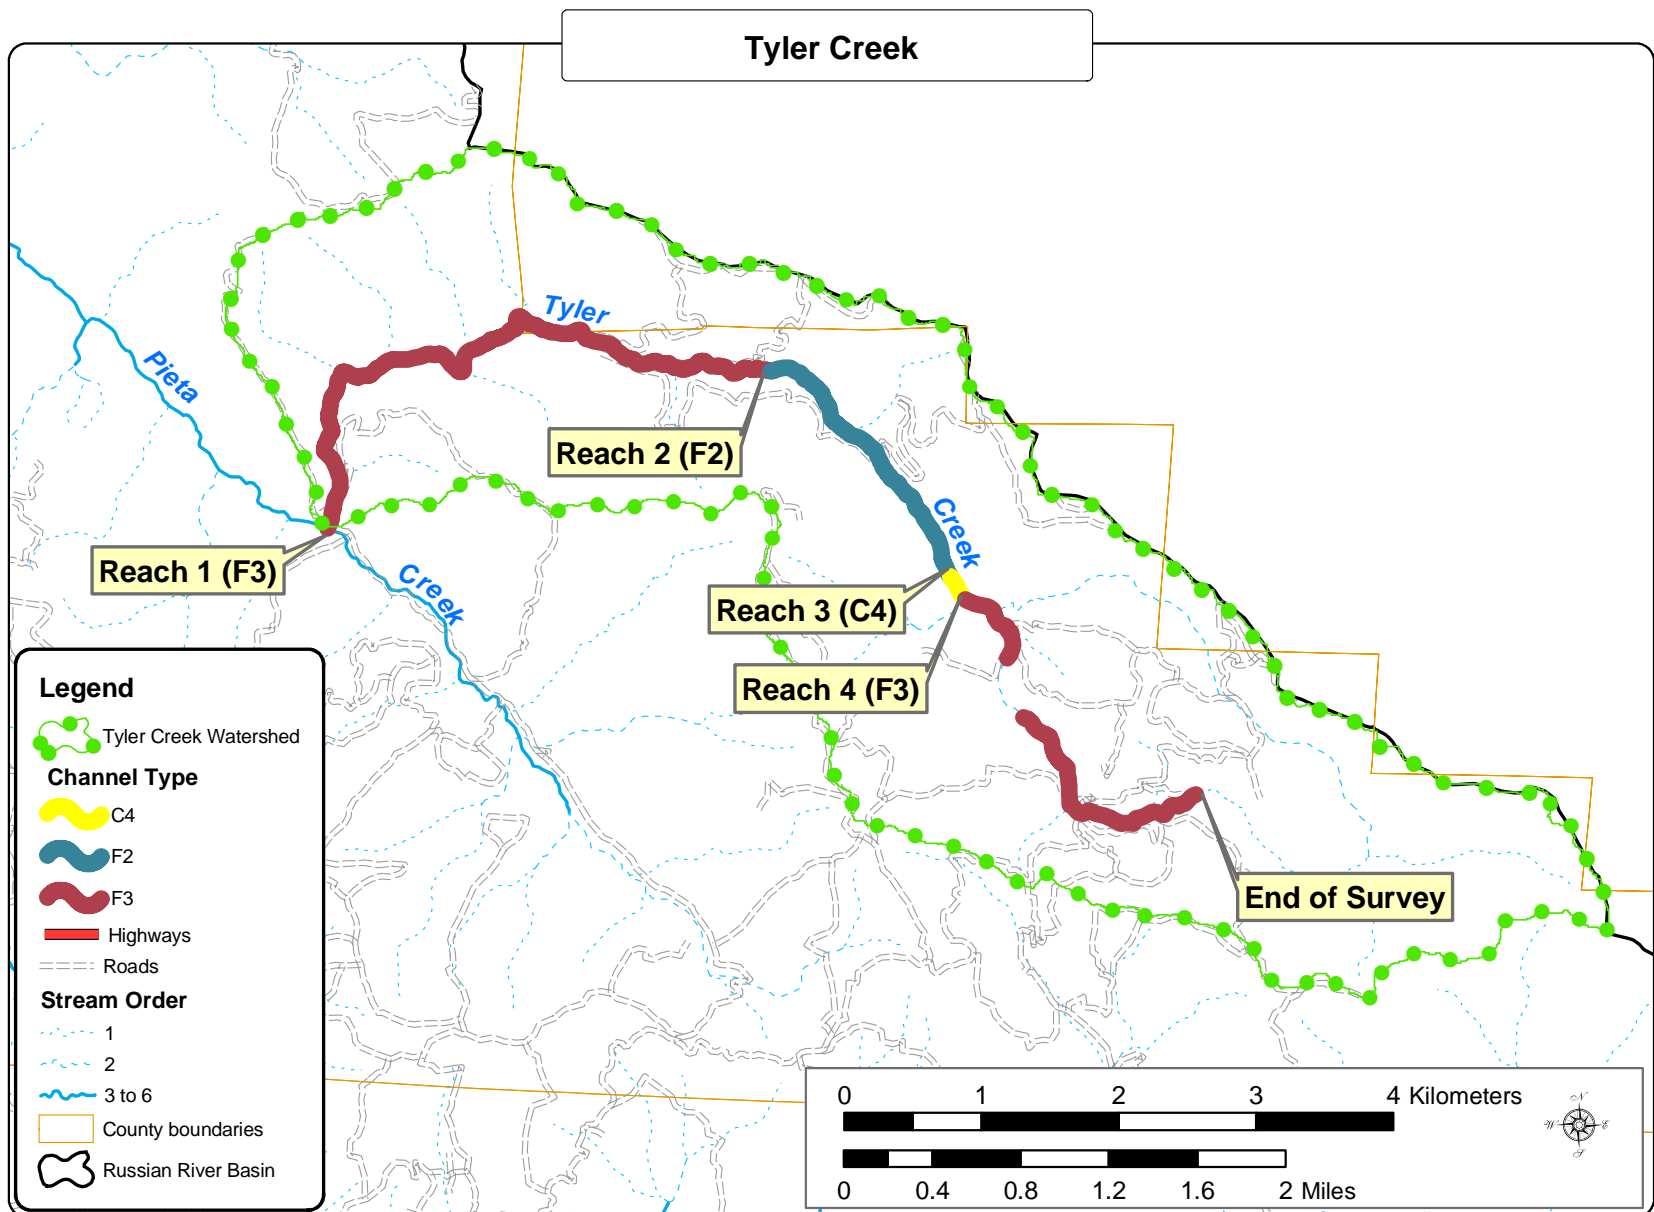 Tyler Creek
Tyler
Pieta
Reach 2 (F2)
Creek
Reach 1 (F3)
Creek
Reach 3 (C4)
Reach 4 (F3)
End of Survey
Legend
Tyler Creek Watershed
Channel Type
C4
F2
F3
Highways
Roads
Stream Order
1
2
3 to 6
County boundaries
Russian River Basin
0 1 2 3 4 Kilometers
0 0.4 0.8 1.2 1.6 2 Miles
N
W E
S